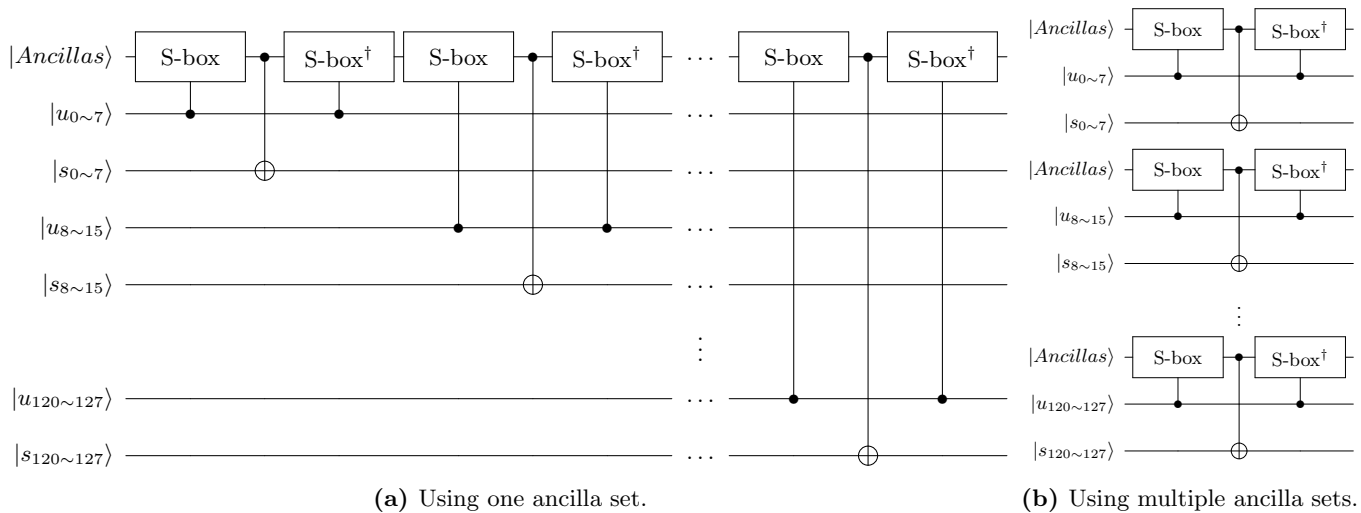 |Ancillas⟩ S-box S-box† S-box S-box† ⋯ S-box S-box†
|u₀∼₇⟩ ⋯
|s₀∼₇⟩ ⋯
|u₈∼₁₅⟩ ⋯
|s₈∼₁₅⟩ ⋯
⋮
|u₁₂₀∼₁₂₇⟩ ⋯
|s₁₂₀∼₁₂₇⟩ ⋯
(a) Using one ancilla set.
|Ancillas⟩ S-box S-box†
|u₀∼₇⟩
|s₀∼₇⟩
|Ancillas⟩ S-box S-box†
|u₈∼₁₅⟩
|s₈∼₁₅⟩
⋮
|Ancillas⟩ S-box S-box†
|u₁₂₀∼₁₂₇⟩
|s₁₂₀∼₁₂₇⟩
(b) Using multiple ancilla sets.